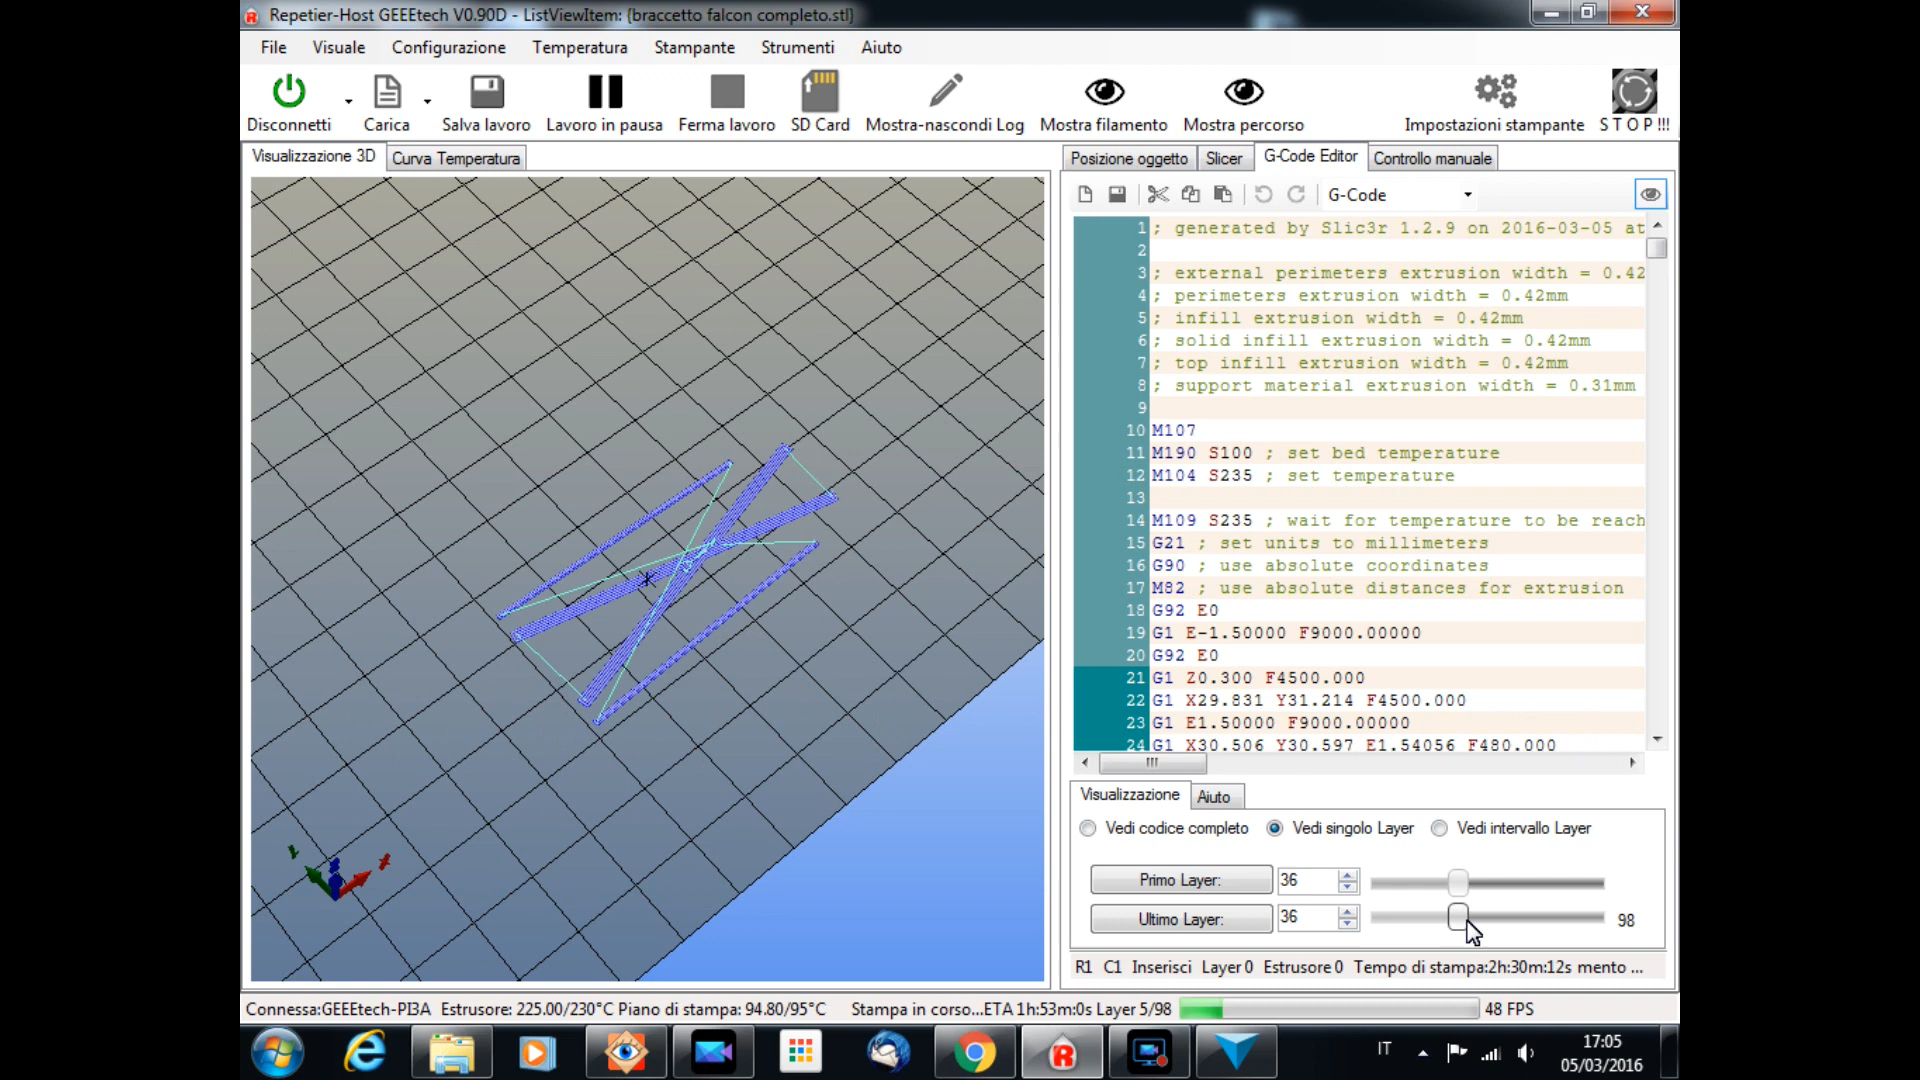 Repetier-Host GEEEtech V0.90D - ListViewItem: {braccetto falcon completo.stl}
File Visuale Configurazione Temperatura Stampante Strumenti Aiuto
Disconnetti Carica Salva lavoro Lavoro in pausa Ferma lavoro SD Card Mostra-nascondi Log Mostra filamento Mostra percorso Impostazioni stampante S T O P !!!
Visualizzazione 3D Curva Temperatura
Posizione oggetto Slicer G-Code Editor Controllo manuale
G-Code
1 ; generated by Slic3r 1.2.9 on 2016-03-05 at
2
3 ; external perimeters extrusion width = 0.42
4 ; perimeters extrusion width = 0.42mm
5 ; infill extrusion width = 0.42mm
6 ; solid infill extrusion width = 0.42mm
7 ; top infill extrusion width = 0.42mm
8 ; support material extrusion width = 0.31mm
9
10 M107
11 M190 S100 ; set bed temperature
12 M104 S235 ; set temperature
13
14 M109 S235 ; wait for temperature to be reach
15 G21 ; set units to millimeters
16 G90 ; use absolute coordinates
17 M82 ; use absolute distances for extrusion
18 G92 E0
19 G1 E-1.50000 F9000.00000
20 G92 E0
21 G1 Z0.300 F4500.000
22 G1 X29.831 Y31.214 F4500.000
23 G1 E1.50000 F9000.00000
24 G1 X30.506 Y30.597 E1.54056 F480.000
Visualizzazione Aiuto
Vedi codice completo Vedi singolo Layer Vedi intervallo Layer
Primo Layer: 36
Ultimo Layer: 36 98
R1 C1 Inserisci Layer 0 Estrusore 0 Tempo di stampa:2h:30m:12s mento ...
Connessa:GEEEtech-PI3A Estrusore: 225.00/230°C Piano di stampa: 94.80/95°C Stampa in corso...ETA 1h:53m:0s Layer 5/98 48 FPS
IT 17:05
05/03/2016